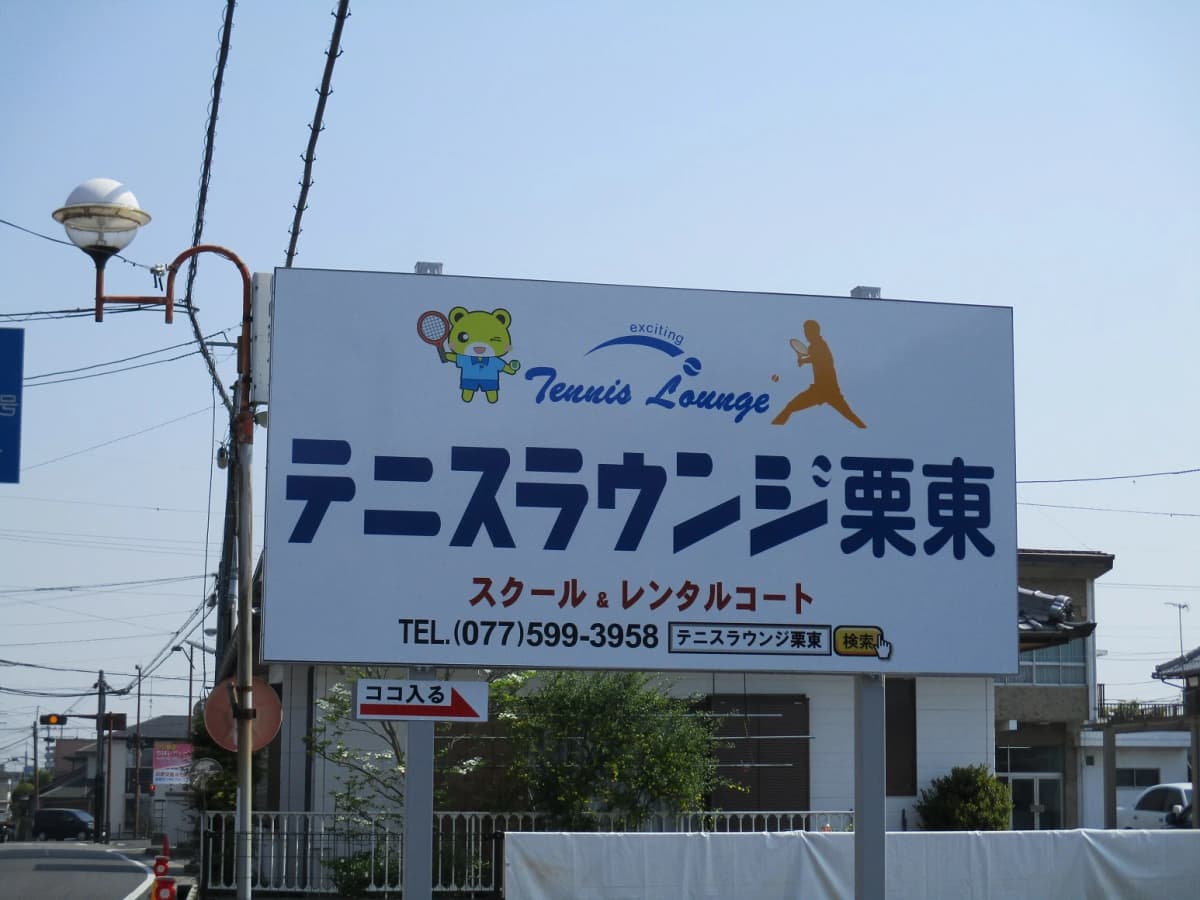 exciting
Tennis Lounge
テニスラウンジ栗東
スクール & レンタルコート
TEL.(077)599-3958 テニスラウンジ栗東 検索
ココ入る
号